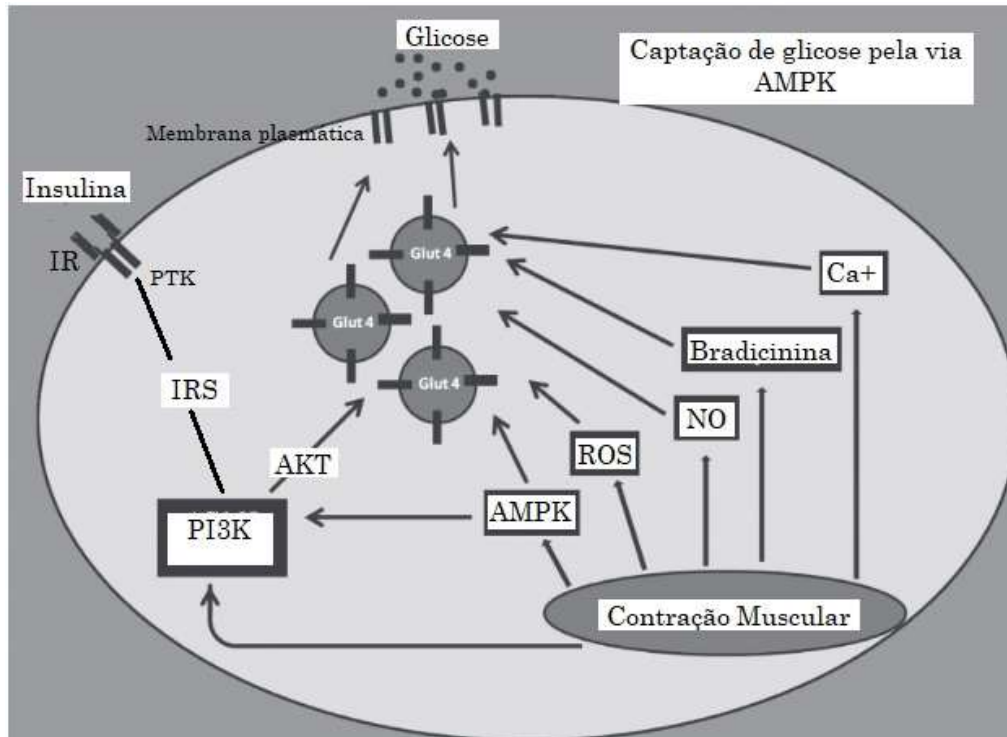 Glicose
Captação de glicose pela via
AMPK
Membrana plasmática
Insulina
IR
PTK
Glut 4
Ca+
Glut 4
Bradicinina
Glut 4
IRS
NO
ROS
AKT
AMPK
PI3K
Contração Muscular